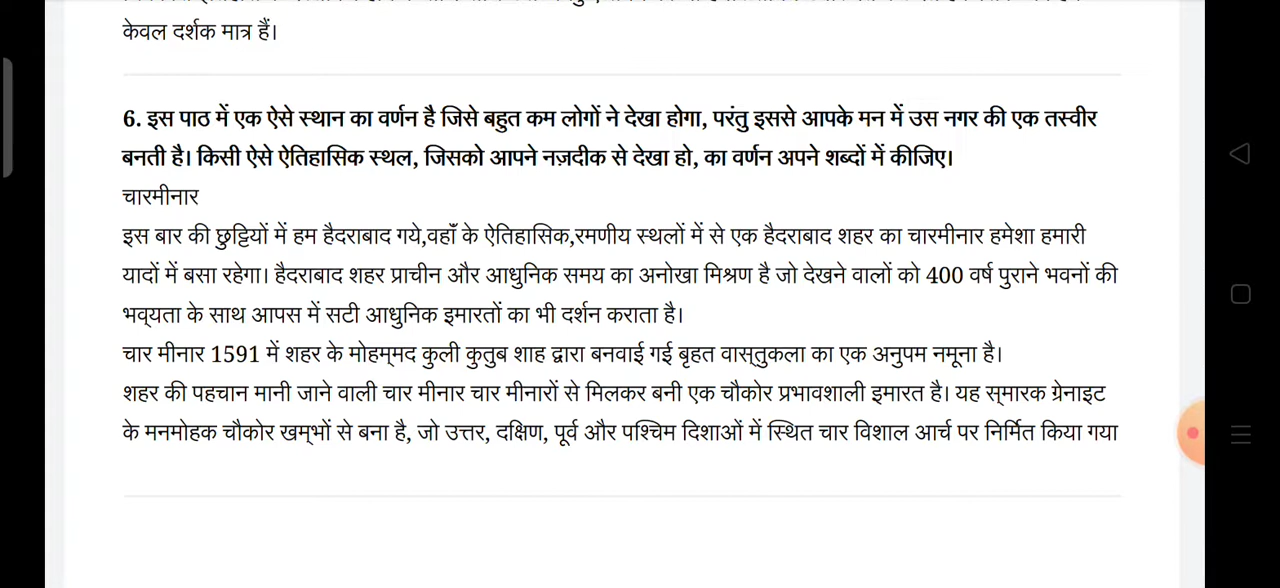 केवल दर्शक मात्र हैं।
6. इस पाठ में एक ऐसे स्थान का वर्णन है जिसे बहुत कम लोगों ने देखा होगा, परंतु इससे आपके मन में उस नगर की एक तस्वीर
बनती है। किसी ऐसे ऐतिहासिक स्थल, जिसको आपने नज़दीक से देखा हो, का वर्णन अपने शब्दों में कीजिए।
चारमीनार
इस बार की छुट्टियों में हम हैदराबाद गये,वहाँ के ऐतिहासिक,रमणीय स्थलों में से एक हैदराबाद शहर का चारमीनार हमेशा हमारी
यादों में बसा रहेगा। हैदराबाद शहर प्राचीन और आधुनिक समय का अनोखा मिश्रण है जो देखने वालों को 400 वर्ष पुराने भवनों की
भव्‌यता के साथ आपस में सटी आधुनिक इमारतों का भी दर्शन कराता है।
चार मीनार 1591 में शहर के मोहम्‌मद कुली कुतुब शाह द्वारा बनवाई गई बृहत वास्‌तुकला का एक अनुपम नमूना है।
शहर की पहचान मानी जाने वाली चार मीनार चार मीनारों से मिलकर बनी एक चौकोर प्रभावशाली इमारत है। यह स्‌मारक ग्रेनाइट
के मनमोहक चौकोर खम्‌भों से बना है, जो उत्तर, दक्षिण, पूर्व और पश्चिम दिशाओं में स्थित चार विशाल आर्च पर निर्मित किया गया